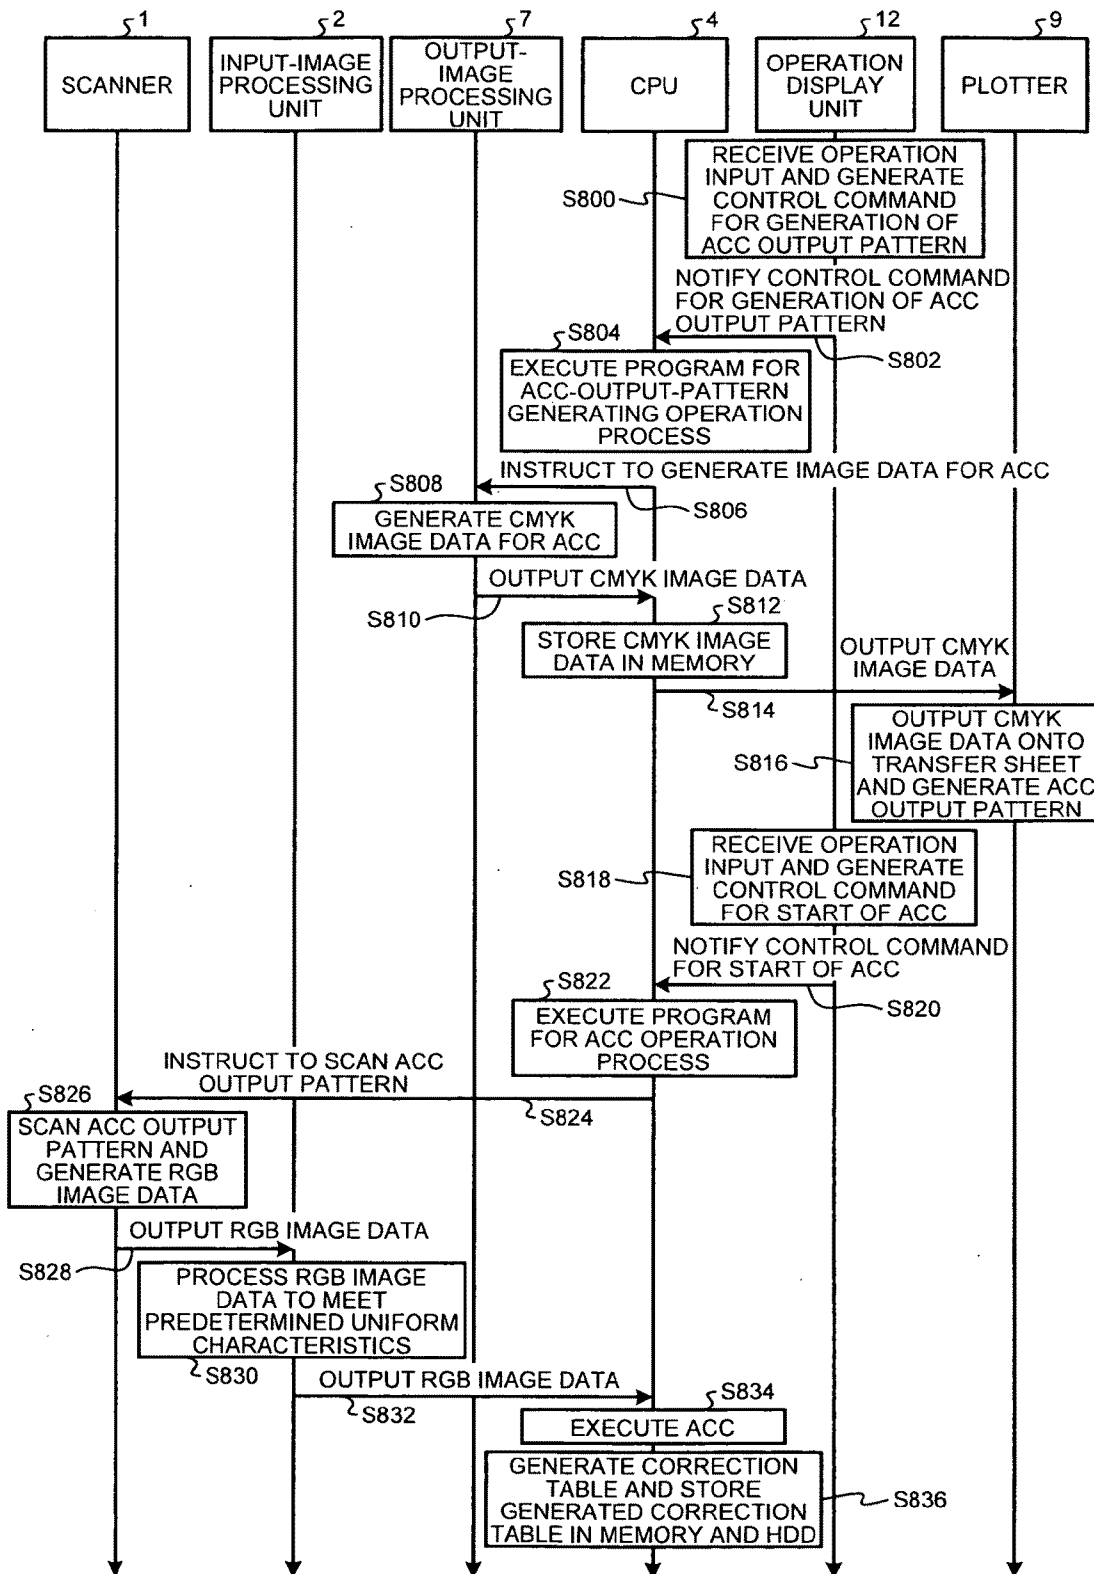 1
2
7
4
12
9
SCANNER
INPUT-IMAGE
PROCESSING
UNIT
OUTPUT-
IMAGE
PROCESSING
UNIT
CPU
OPERATION
DISPLAY
UNIT
PLOTTER
S800
RECEIVE OPERATION
INPUT AND GENERATE
CONTROL COMMAND
FOR GENERATION OF
ACC OUTPUT PATTERN
NOTIFY CONTROL COMMAND
FOR GENERATION OF ACC
OUTPUT PATTERN
S802
S804
EXECUTE PROGRAM FOR
ACC-OUTPUT-PATTERN
GENERATING OPERATION
PROCESS
INSTRUCT TO GENERATE IMAGE DATA FOR ACC
S806
S808
GENERATE CMYK
IMAGE DATA FOR ACC
OUTPUT CMYK IMAGE DATA
S810
S812
STORE CMYK IMAGE
DATA IN MEMORY
OUTPUT CMYK
IMAGE DATA
S814
S816
OUTPUT CMYK
IMAGE DATA ONTO
TRANSFER SHEET
AND GENERATE ACC
OUTPUT PATTERN
S818
RECEIVE OPERATION
INPUT AND GENERATE
CONTROL COMMAND
FOR START OF ACC
NOTIFY CONTROL COMMAND
FOR START OF ACC
S820
S822
EXECUTE PROGRAM
FOR ACC OPERATION
PROCESS
INSTRUCT TO SCAN ACC
OUTPUT PATTERN
S824
S826
SCAN ACC OUTPUT
PATTERN AND
GENERATE RGB
IMAGE DATA
OUTPUT RGB IMAGE DATA
S828
PROCESS RGB IMAGE
DATA TO MEET
PREDETERMINED UNIFORM
CHARACTERISTICS
S830
OUTPUT RGB IMAGE DATA
S832
S834
EXECUTE ACC
GENERATE CORRECTION
TABLE AND STORE
GENERATED CORRECTION
TABLE IN MEMORY AND HDD
S836